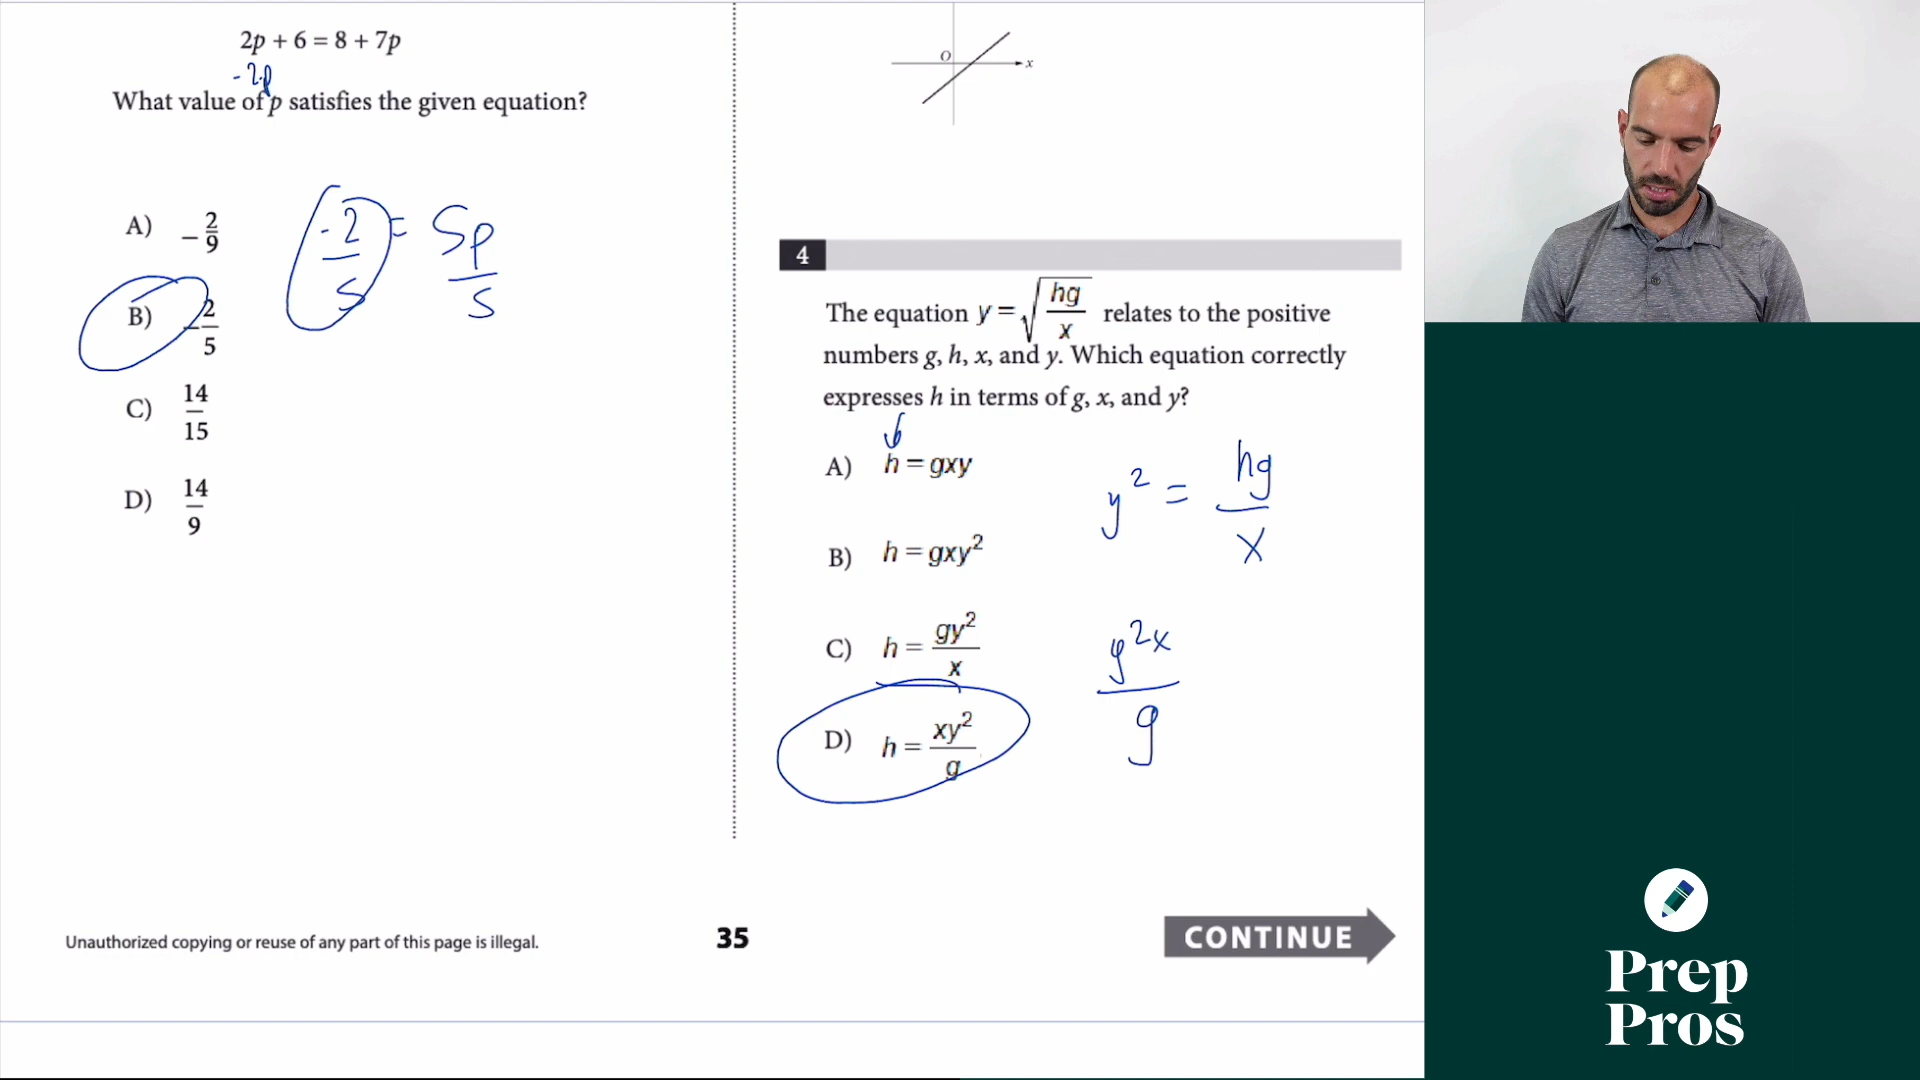 2p + 6 = 8 + 7p
-2p
What value of p satisfies the given equation?
A) -2/9
B) -2/5
C) 14/15
D) 14/9
-2/5 = 5p/5
O x
4
The equation y = √(hg/x) relates to the positive
numbers g, h, x, and y. Which equation correctly
expresses h in terms of g, x, and y?
A) h = gxy
B) h = gxy²
C) h = gy²/x
D) h = xy²/g
y² = hg/x
y²x/g
Unauthorized copying or reuse of any part of this page is illegal.
35
CONTINUE
Prep
Pros